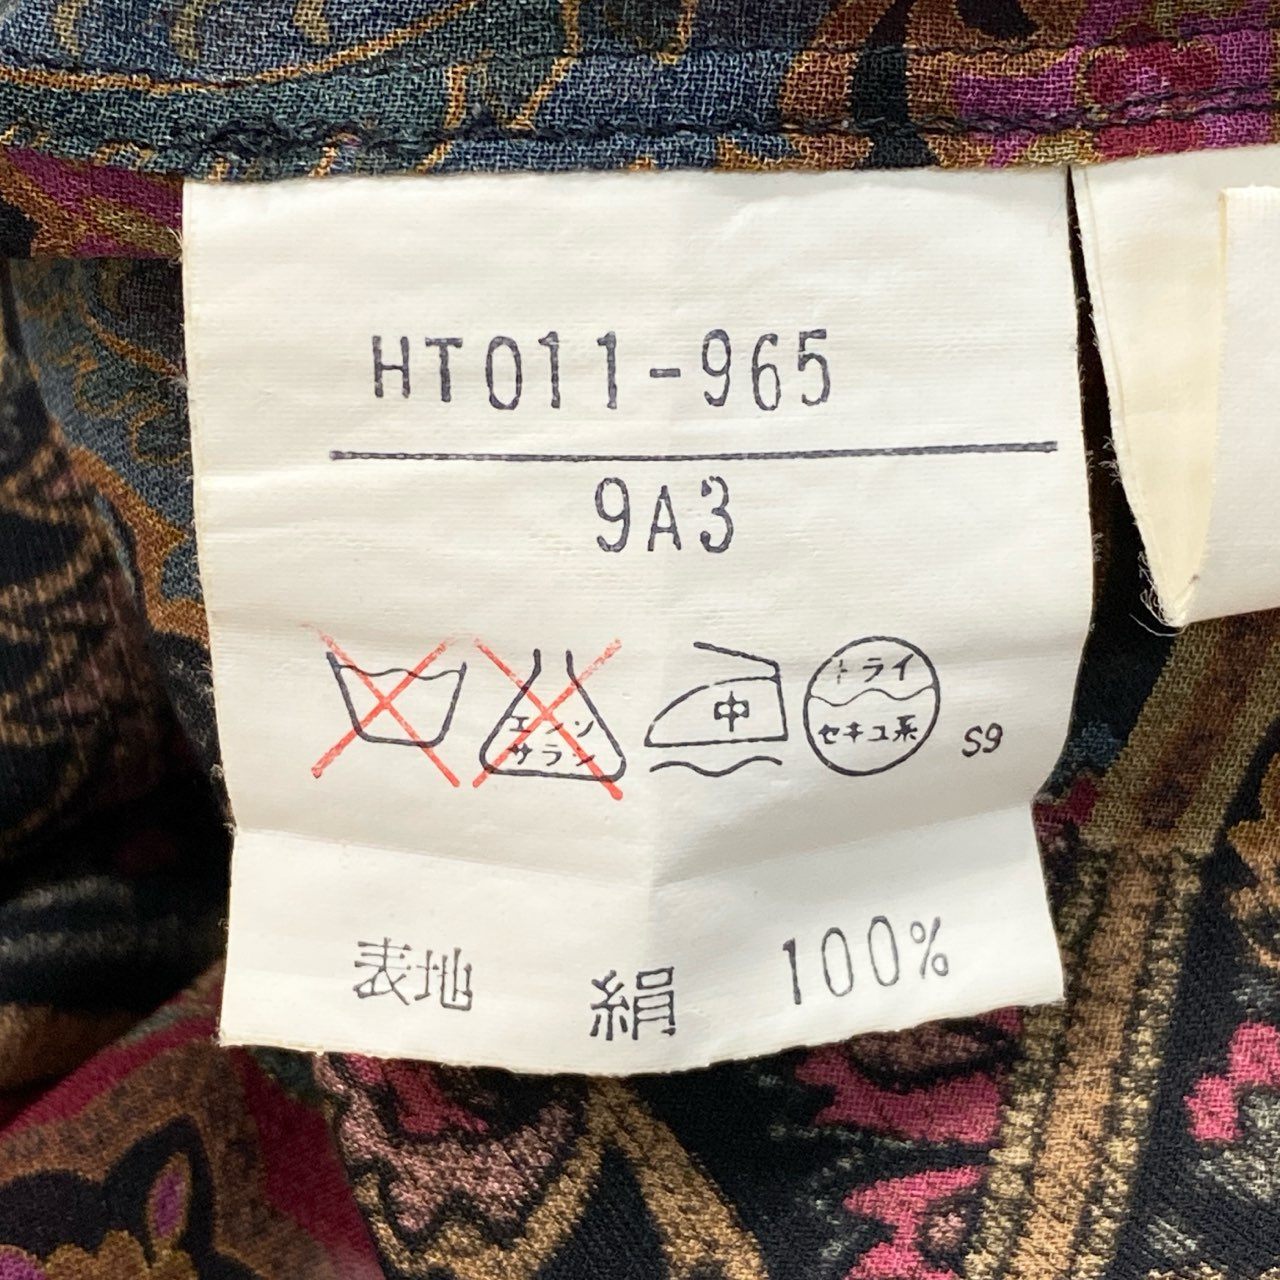 HT011-965
9A3
エンソ
サラシ
中
ドライ
セキユ系
S9
表地 絹 100%